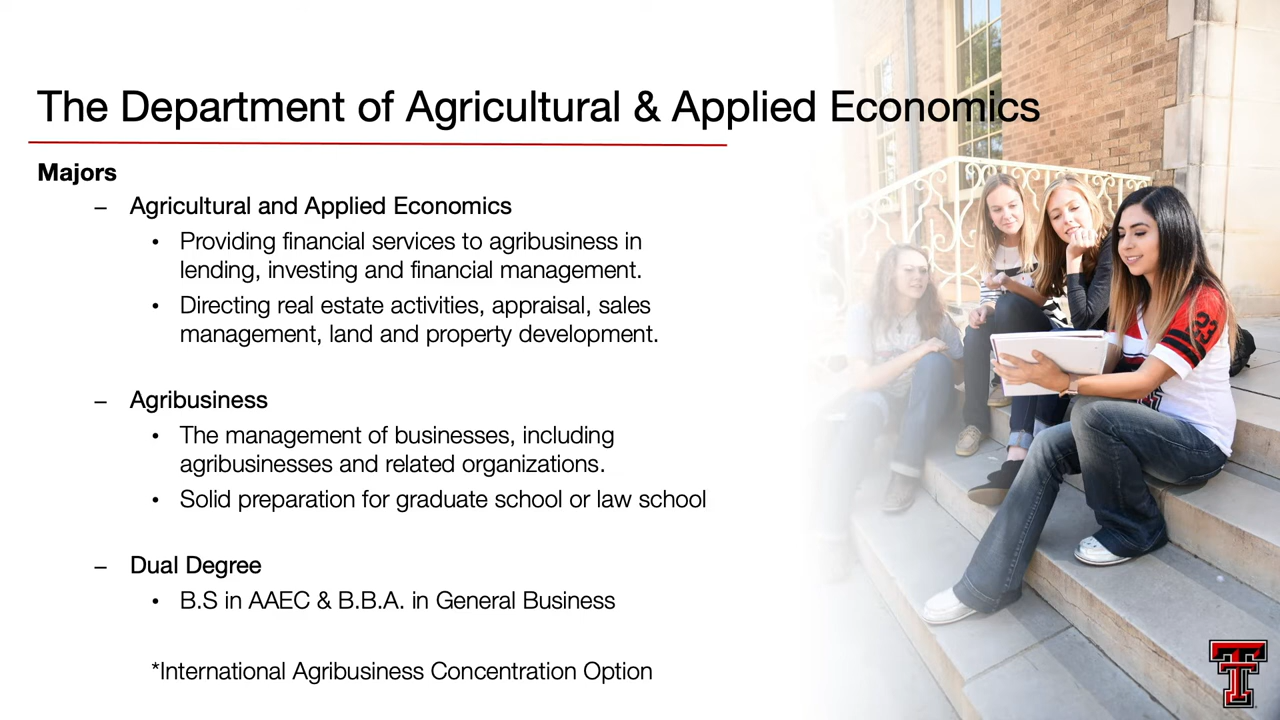 The Department of Agricultural & Applied Economics
Majors
– Agricultural and Applied Economics
• Providing financial services to agribusiness in
lending, investing and financial management.
• Directing real estate activities, appraisal, sales
management, land and property development.
– Agribusiness
• The management of businesses, including
agribusinesses and related organizations.
• Solid preparation for graduate school or law school
– Dual Degree
• B.S in AAEC & B.B.A. in General Business
*International Agribusiness Concentration Option